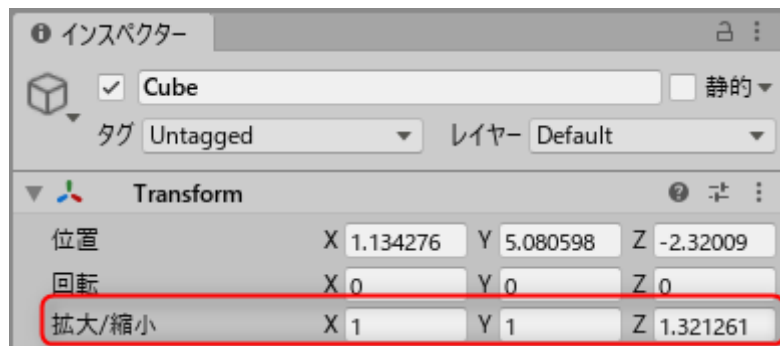 インスペクター
Cube 静的
タグ Untagged レイヤー Default
Transform
位置 X 1.134276 Y 5.080598 Z -2.32009
回転 X 0 Y 0 Z 0
拡大/縮小 X 1 Y 1 Z 1.321261